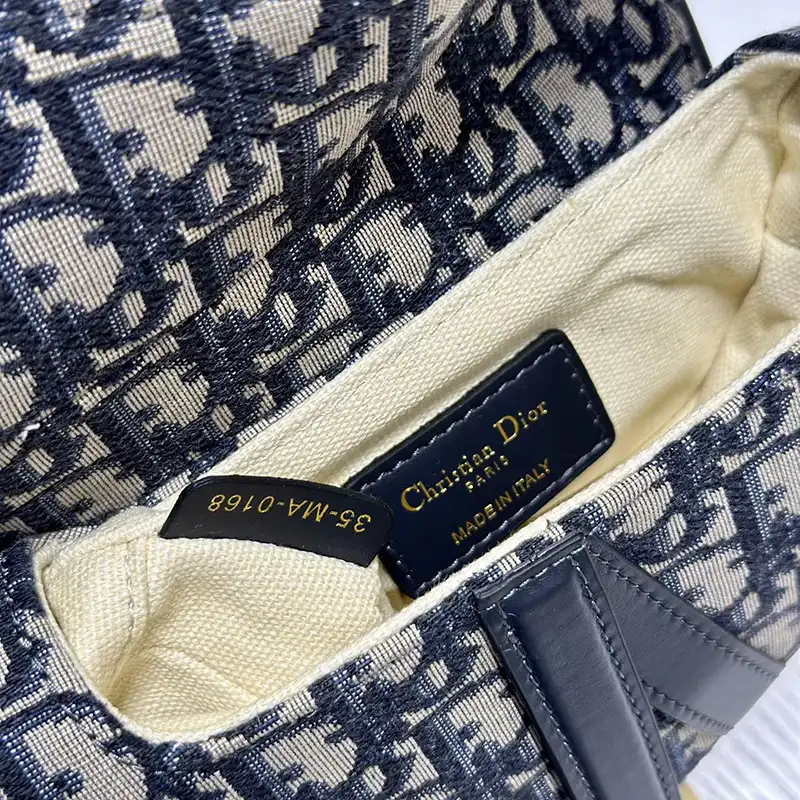 Christian Dior
PARIS
MADE IN ITALY
35-MA-0168